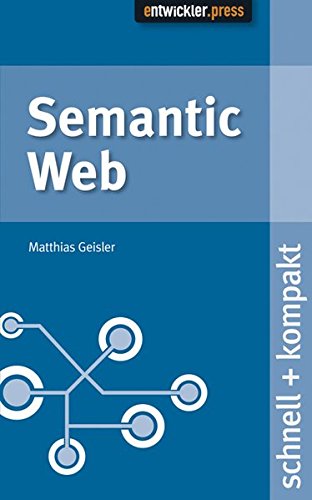 entwickler.press
Semantic
Web
Matthias Geisler
schnell + kompakt